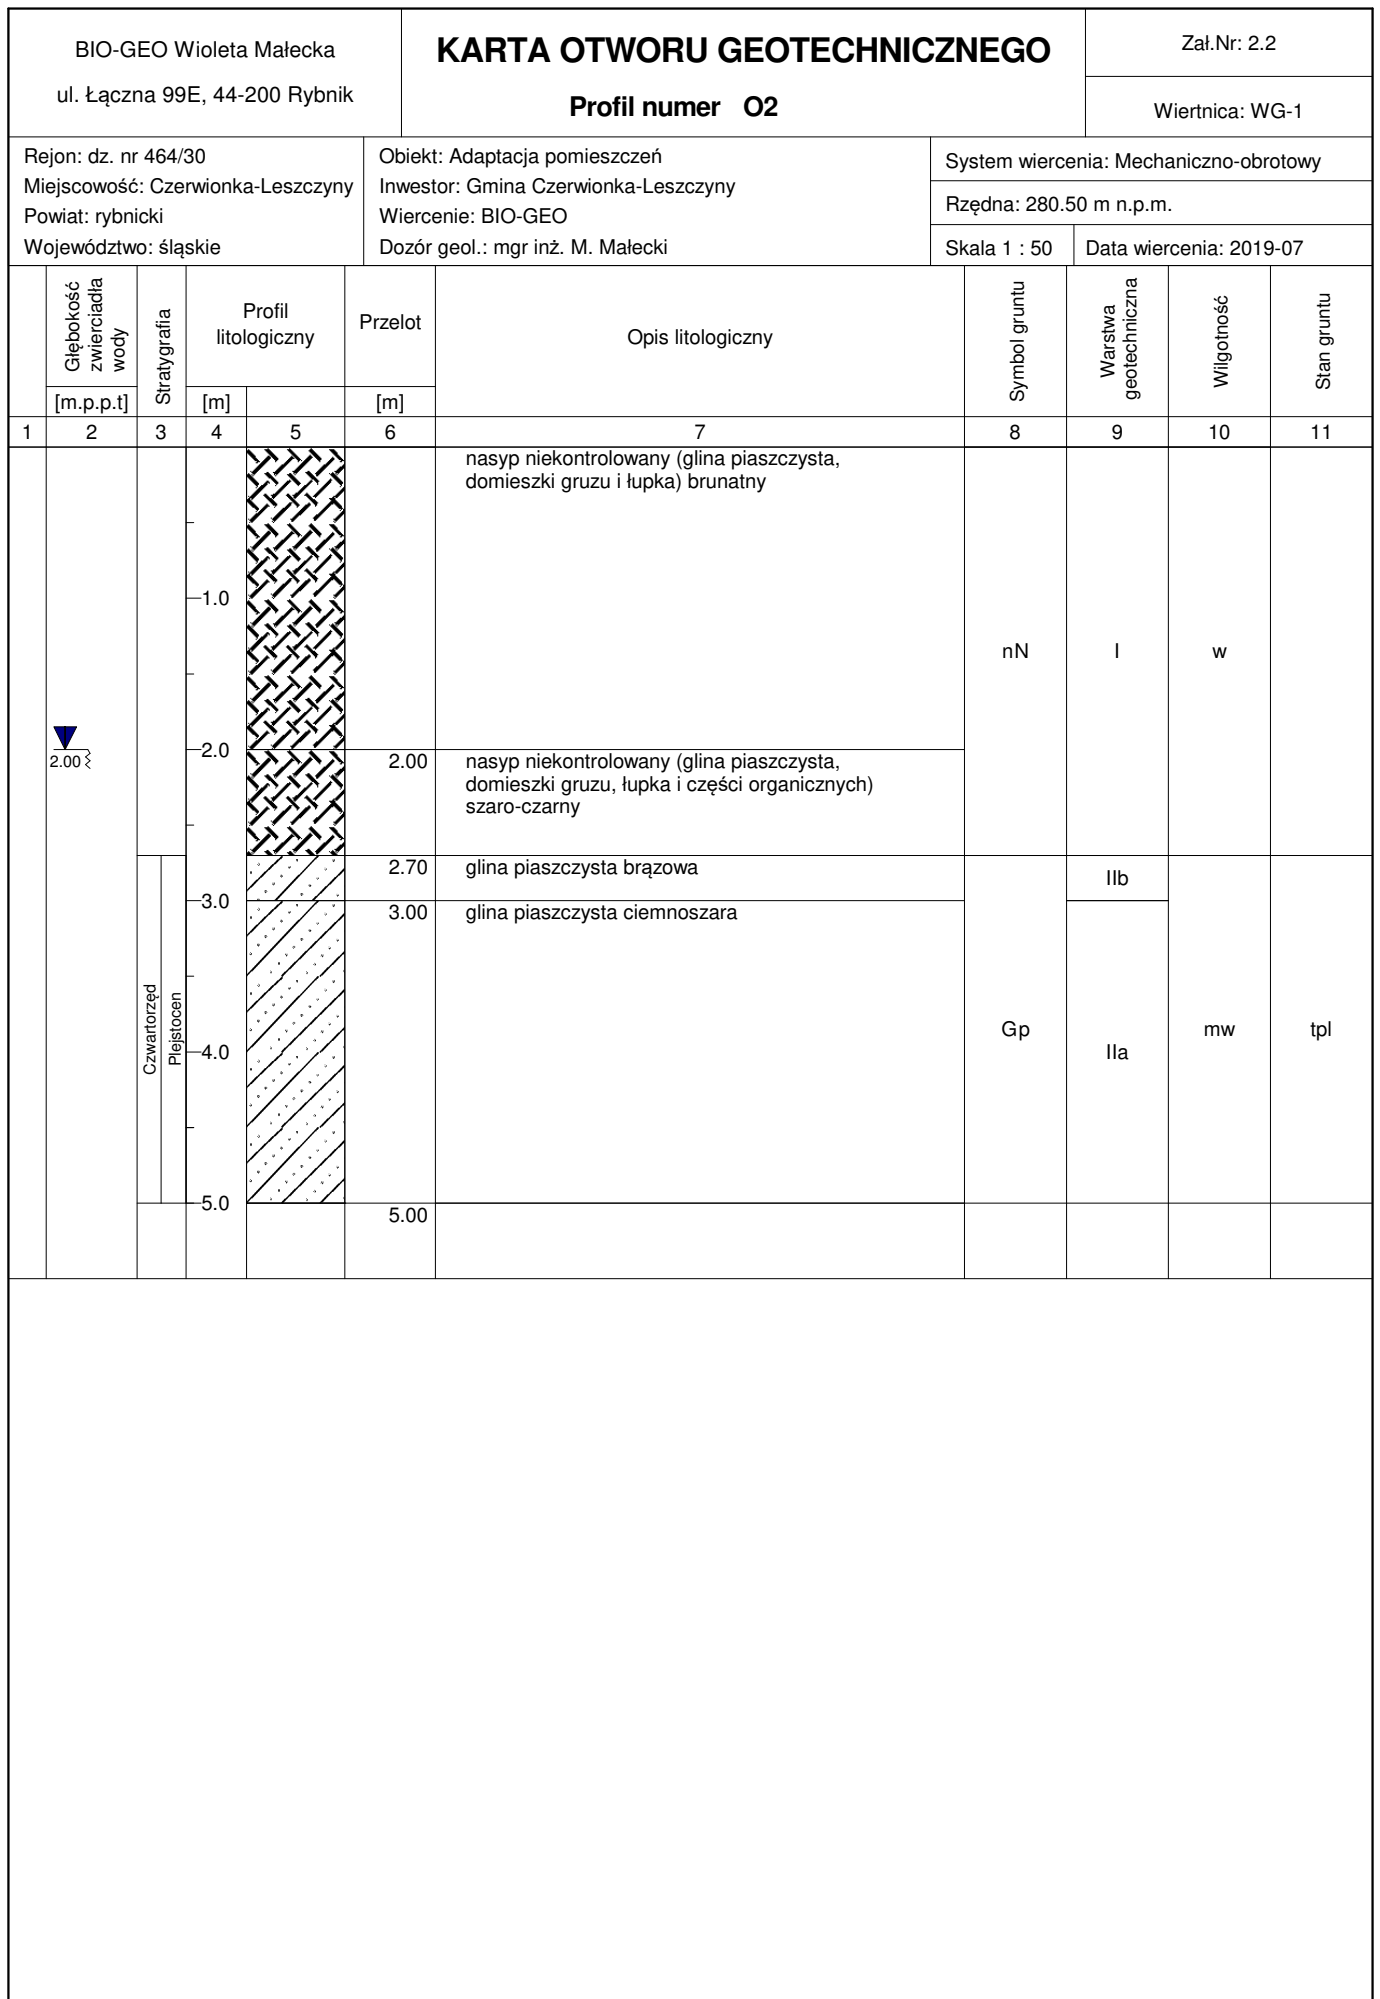 BIO-GEO Wioleta Małecka
ul. Łączna 99E, 44-200 Rybnik
KARTA OTWORU GEOTECHNICZNEGO
Profil numer O2
Zał.Nr: 2.2
Wiertnica: WG-1
Rejon: dz. nr 464/30
Miejscowość: Czerwionka-Leszczyny
Powiat: rybnicki
Województwo: śląskie
Obiekt: Adaptacja pomieszczeń
Inwestor: Gmina Czerwionka-Leszczyny
Wiercenie: BIO-GEO
Dozór geol.: mgr inż. M. Małecki
System wiercenia: Mechaniczno-obrotowy
Rzędna: 280.50 m n.p.m.
Skala 1 : 50
Data wiercenia: 2019-07
Głębokość
zwierciadła
wody
[m.p.p.t]
Stratygrafia
Profil
litologiczny
[m]
Przelot
[m]
Opis litologiczny
Symbol gruntu
Warstwa
geotechniczna
Wilgotność
Stan gruntu
1 2 3 4 5 6 7 8 9 10 11
nasyp niekontrolowany (glina piaszczysta,
domieszki gruzu i łupka) brunatny
1.0
nN I w
2.0
2.00
2.00
nasyp niekontrolowany (glina piaszczysta,
domieszki gruzu, łupka i części organicznych)
szaro-czarny
2.70 glina piaszczysta brązowa
IIb
3.0
3.00 glina piaszczysta ciemnoszara
Czwartorzęd
Plejstocen
4.0
Gp
IIa
mw
tpl
5.0
5.00